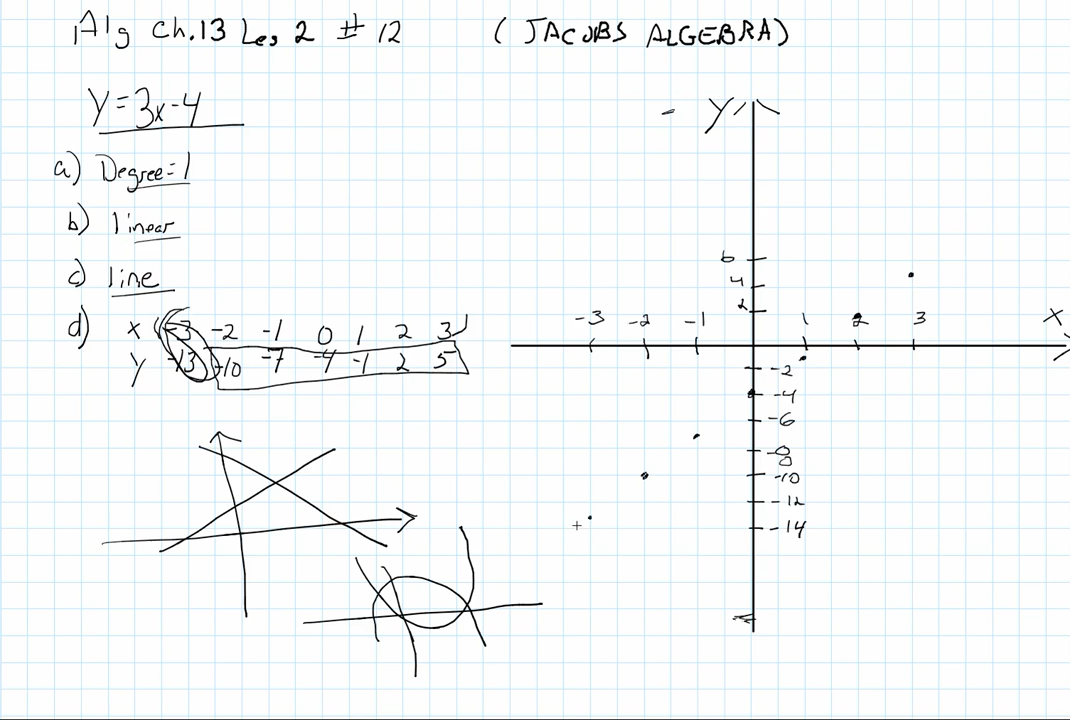 Alg Ch.13 Les 2 # 12 (JACOBS ALGEBRA)
y=3x-4
a) Degree=1
b) linear
c) line
d) x -3 -2 -1 0 1 2 3
y -13 -10 -7 -4 -1 2 5
Y
6
4
2
-3 -2 -1 1 2 3 X
-2
-4
-6
-8
-10
-12
-14